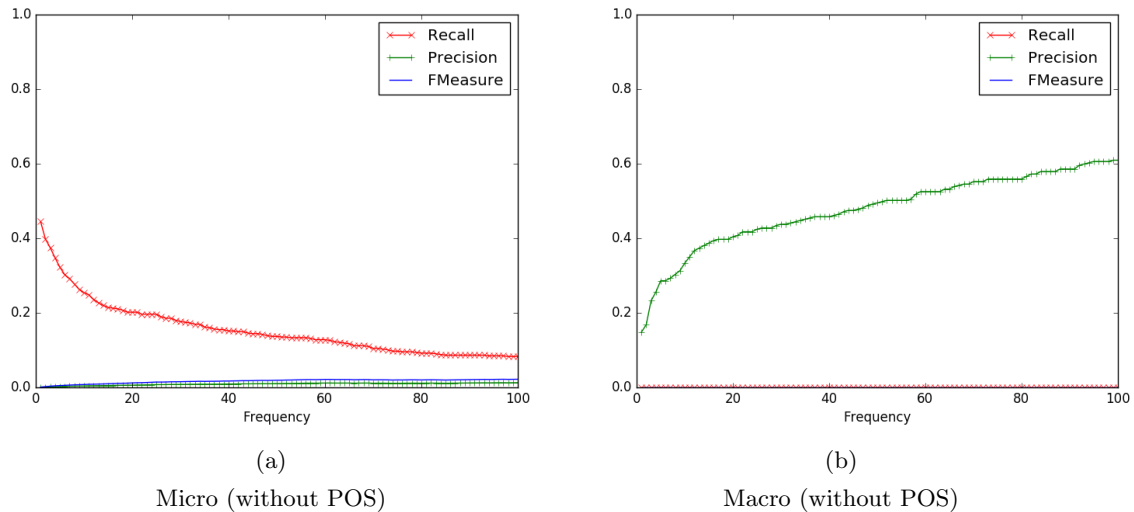 1.0
0.8
0.6
0.4
0.2
0.0
0 20 40 60 80 100
Frequency
Recall
Precision
FMeasure
(a)
Micro (without POS)
1.0
0.8
0.6
0.4
0.2
0.0
0 20 40 60 80 100
Frequency
Recall
Precision
FMeasure
(b)
Macro (without POS)